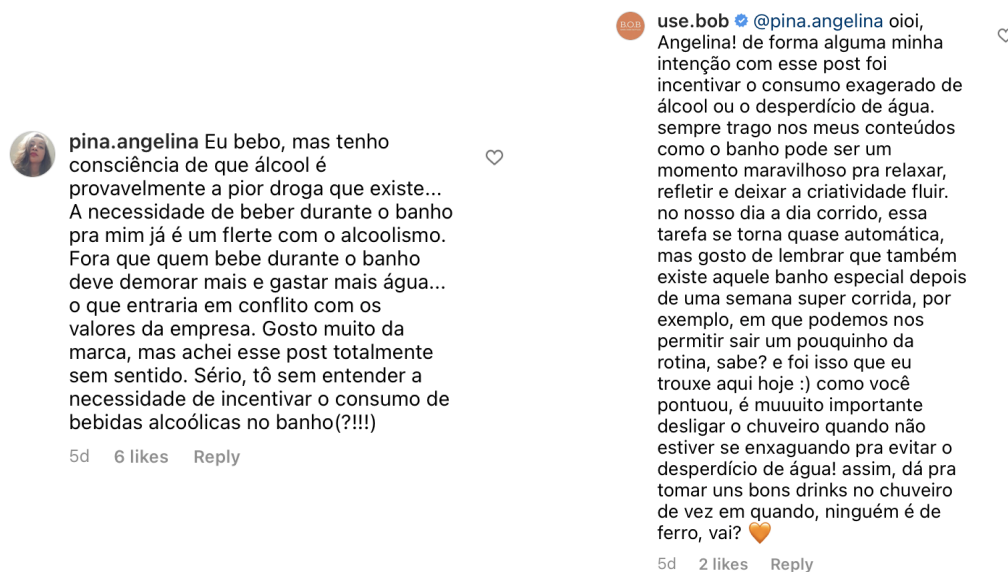 pina.angelina Eu bebo, mas tenho
consciência de que álcool é
provavelmente a pior droga que existe...
A necessidade de beber durante o banho
pra mim já é um flerte com o alcoolismo.
Fora que quem bebe durante o banho
deve demorar mais e gastar mais água...
o que entraria em conflito com os
valores da empresa. Gosto muito da
marca, mas achei esse post totalmente
sem sentido. Sério, tô sem entender a
necessidade de incentivar o consumo de
bebidas alcoólicas no banho(?!!!)
5d 6 likes Reply
B.O.B
use.bob @pina.angelina oioi,
Angelina! de forma alguma minha
intenção com esse post foi
incentivar o consumo exagerado de
álcool ou o desperdício de água.
sempre trago nos meus conteúdos
como o banho pode ser um
momento maravilhoso pra relaxar,
refletir e deixar a criatividade fluir.
no nosso dia a dia corrido, essa
tarefa se torna quase automática,
mas gosto de lembrar que também
existe aquele banho especial depois
de uma semana super corrida, por
exemplo, em que podemos nos
permitir sair um pouquinho da
rotina, sabe? e foi isso que eu
trouxe aqui hoje :) como você
pontuou, é muuuito importante
desligar o chuveiro quando não
estiver se enxaguando pra evitar o
desperdício de água! assim, dá pra
tomar uns bons drinks no chuveiro
de vez em quando, ninguém é de
ferro, vai? 🧡
5d 2 likes Reply